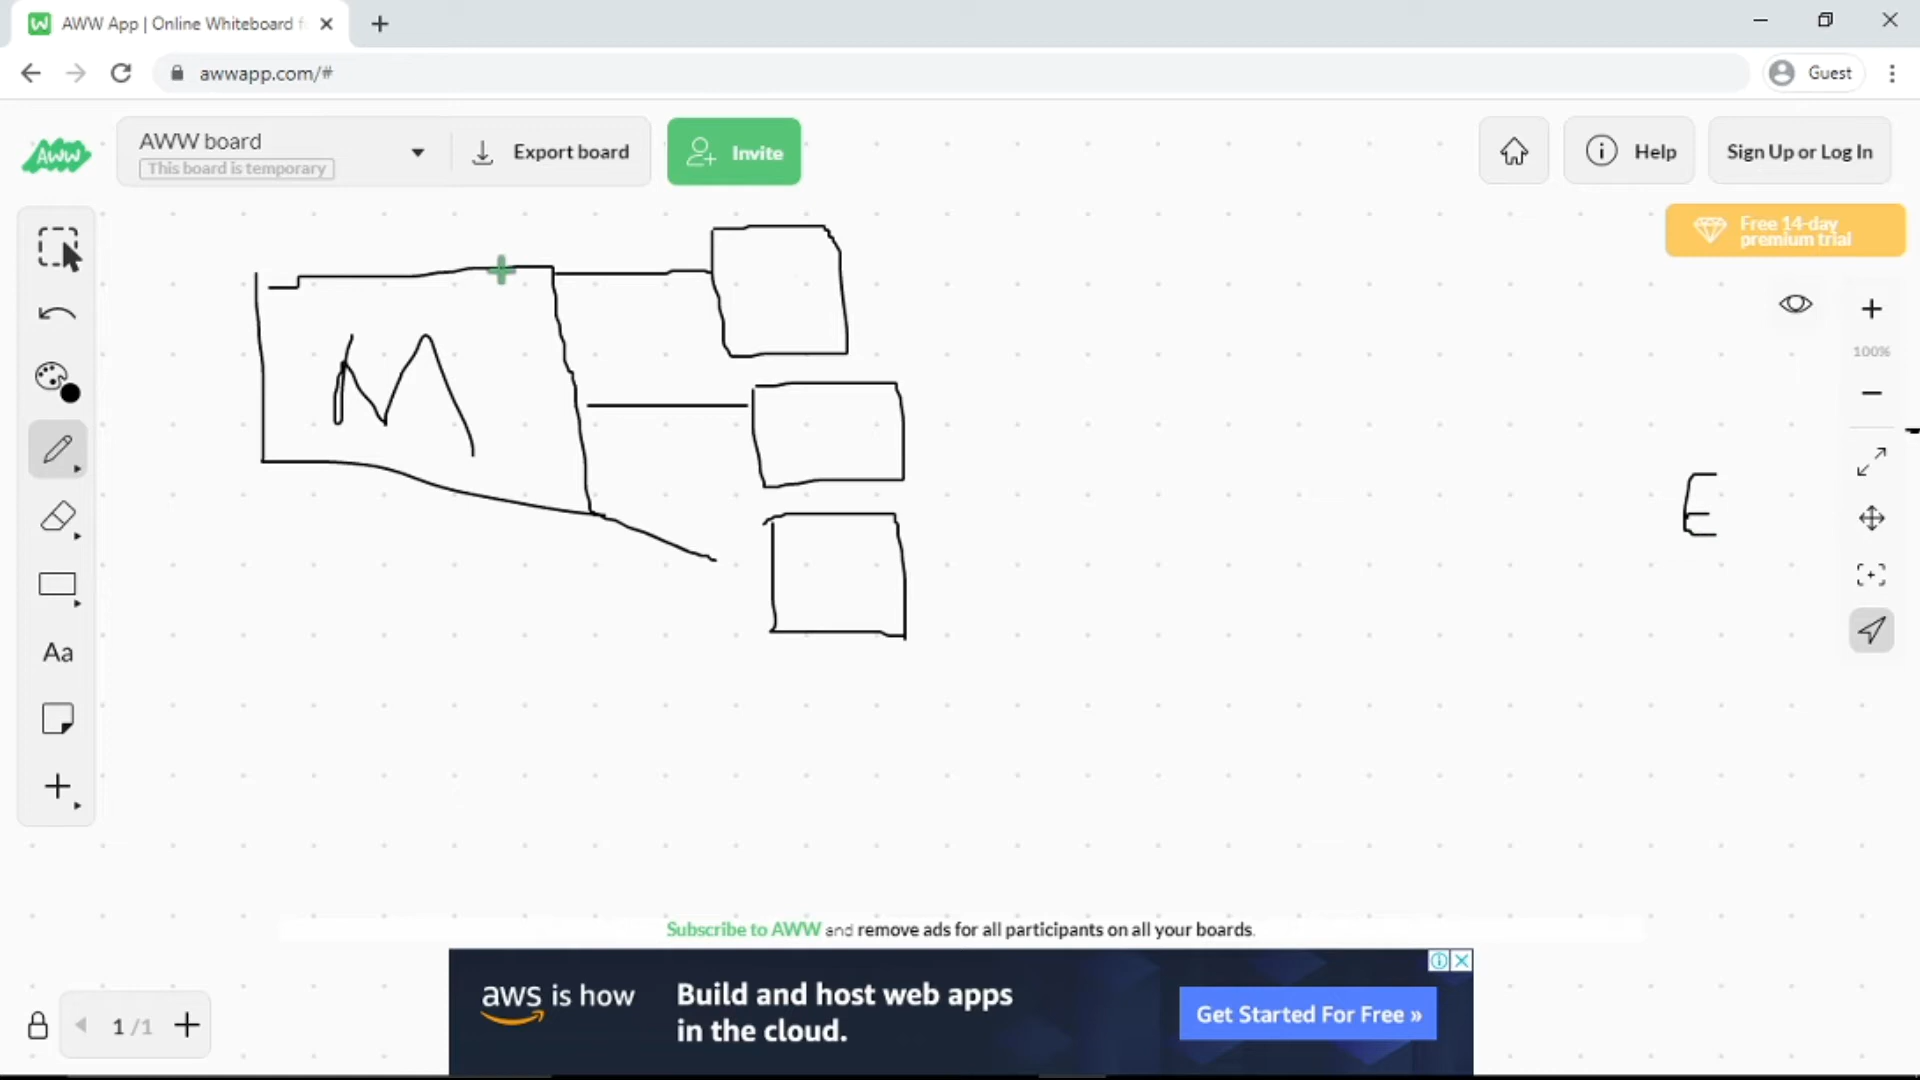 AWW App | Online Whiteboard f
awwapp.com/#
Guest
AWW
AWW board
This board is temporary
Export board
Invite
Help
Sign Up or Log In
Free 14-day
premium trial
100%
M
E
Aa
Subscribe to AWW and remove ads for all participants on all your boards.
aws is how
Build and host web apps
in the cloud.
Get Started For Free »
1 /1